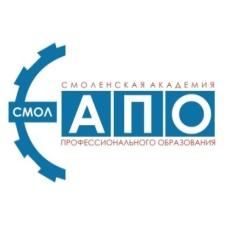 СМОЛЕНСКАЯ АКАДЕМИЯ
СМОЛ АПО
ПРОФЕССИОНАЛЬНОГО ОБРАЗОВАНИЯ